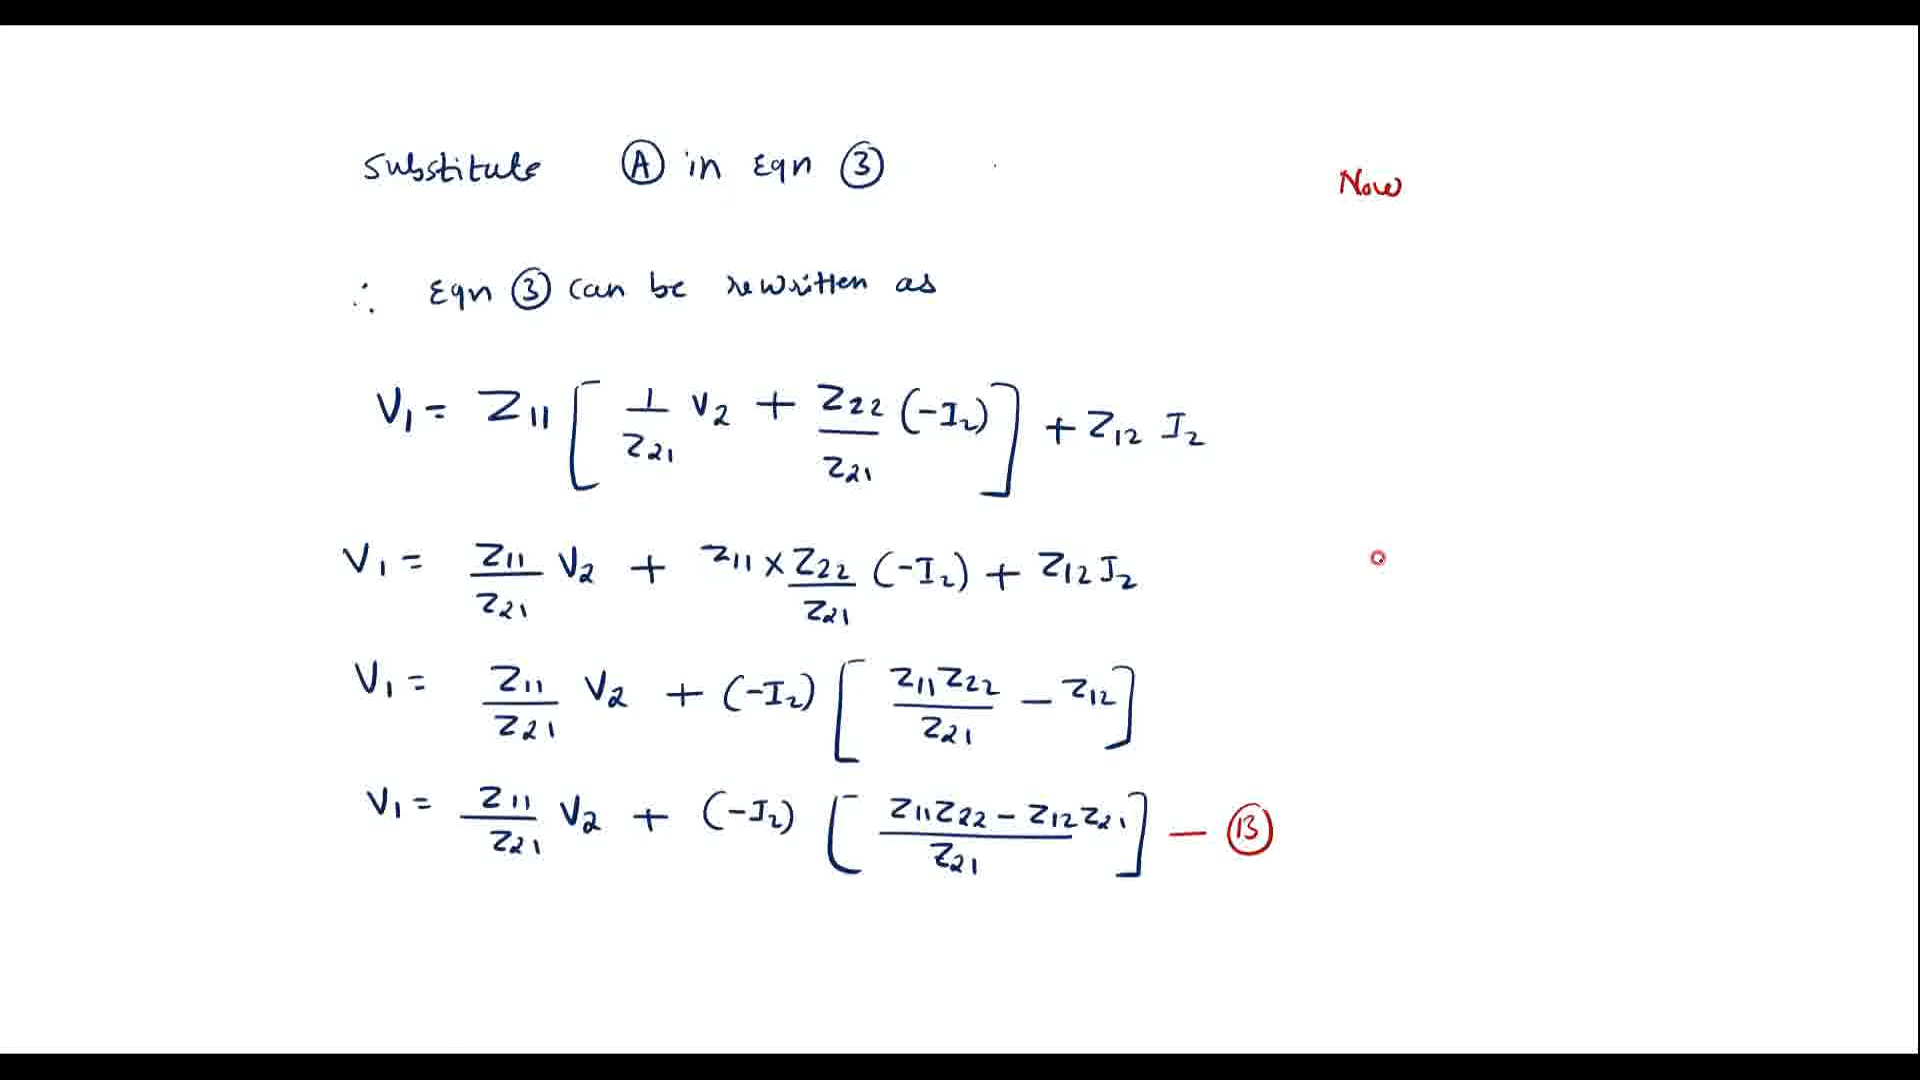 Substitute Ⓐ in Eqn ③
Now
∴ Eqn ③ can be rewritten as
V₁ = Z₁₁ [ 1/Z₂₁ V₂ + Z₂₂/Z₂₁ (-I₂) ] + Z₁₂ I₂
V₁ = Z₁₁/Z₂₁ V₂ + Z₁₁ × Z₂₂/Z₂₁ (-I₂) + Z₁₂ I₂
V₁ = Z₁₁/Z₂₁ V₂ + (-I₂) [ Z₁₁Z₂₂/Z₂₁ - Z₁₂ ]
V₁ = Z₁₁/Z₂₁ V₂ + (-I₂) [ (Z₁₁Z₂₂ - Z₁₂Z₂₁)/Z₂₁ ] — Ⓑ